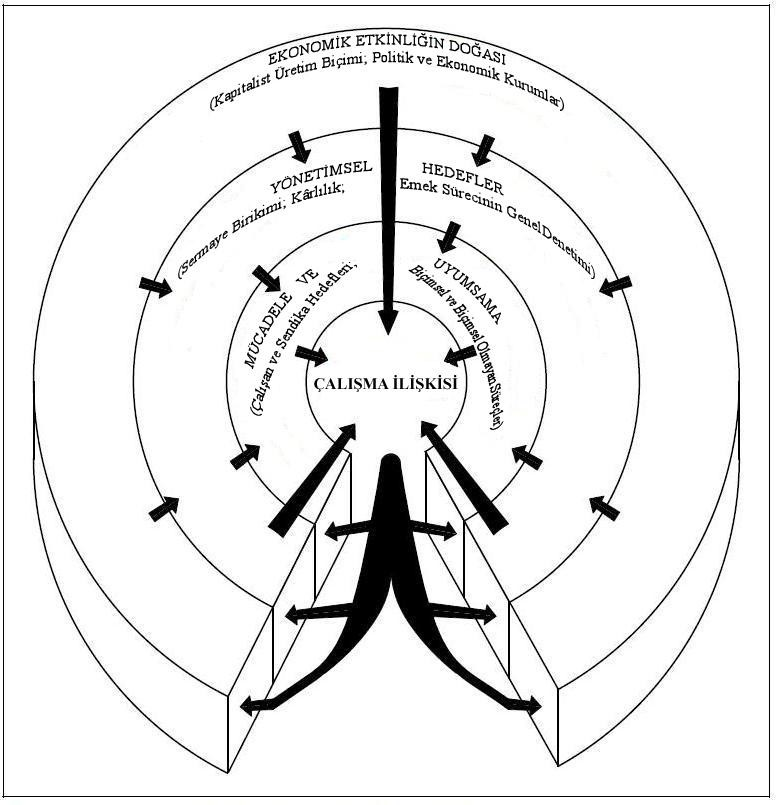 EKONOMİK ETKİNLİĞİN DOĞASI
(Kapitalist Üretim Biçimi; Politik ve Ekonomik Kurumlar)
YÖNETİMSEL HEDEFLER
(Sermaye Birikimi; Kârlılık; Emek Sürecinin Genel Denetimi)
MÜCADELE VE UYUMSAMA
(Çalışan ve Sendika Hedefleri; Biçimsel ve Biçimsel Olmayan Süreçler)
ÇALIŞMA İLİŞKİSİ